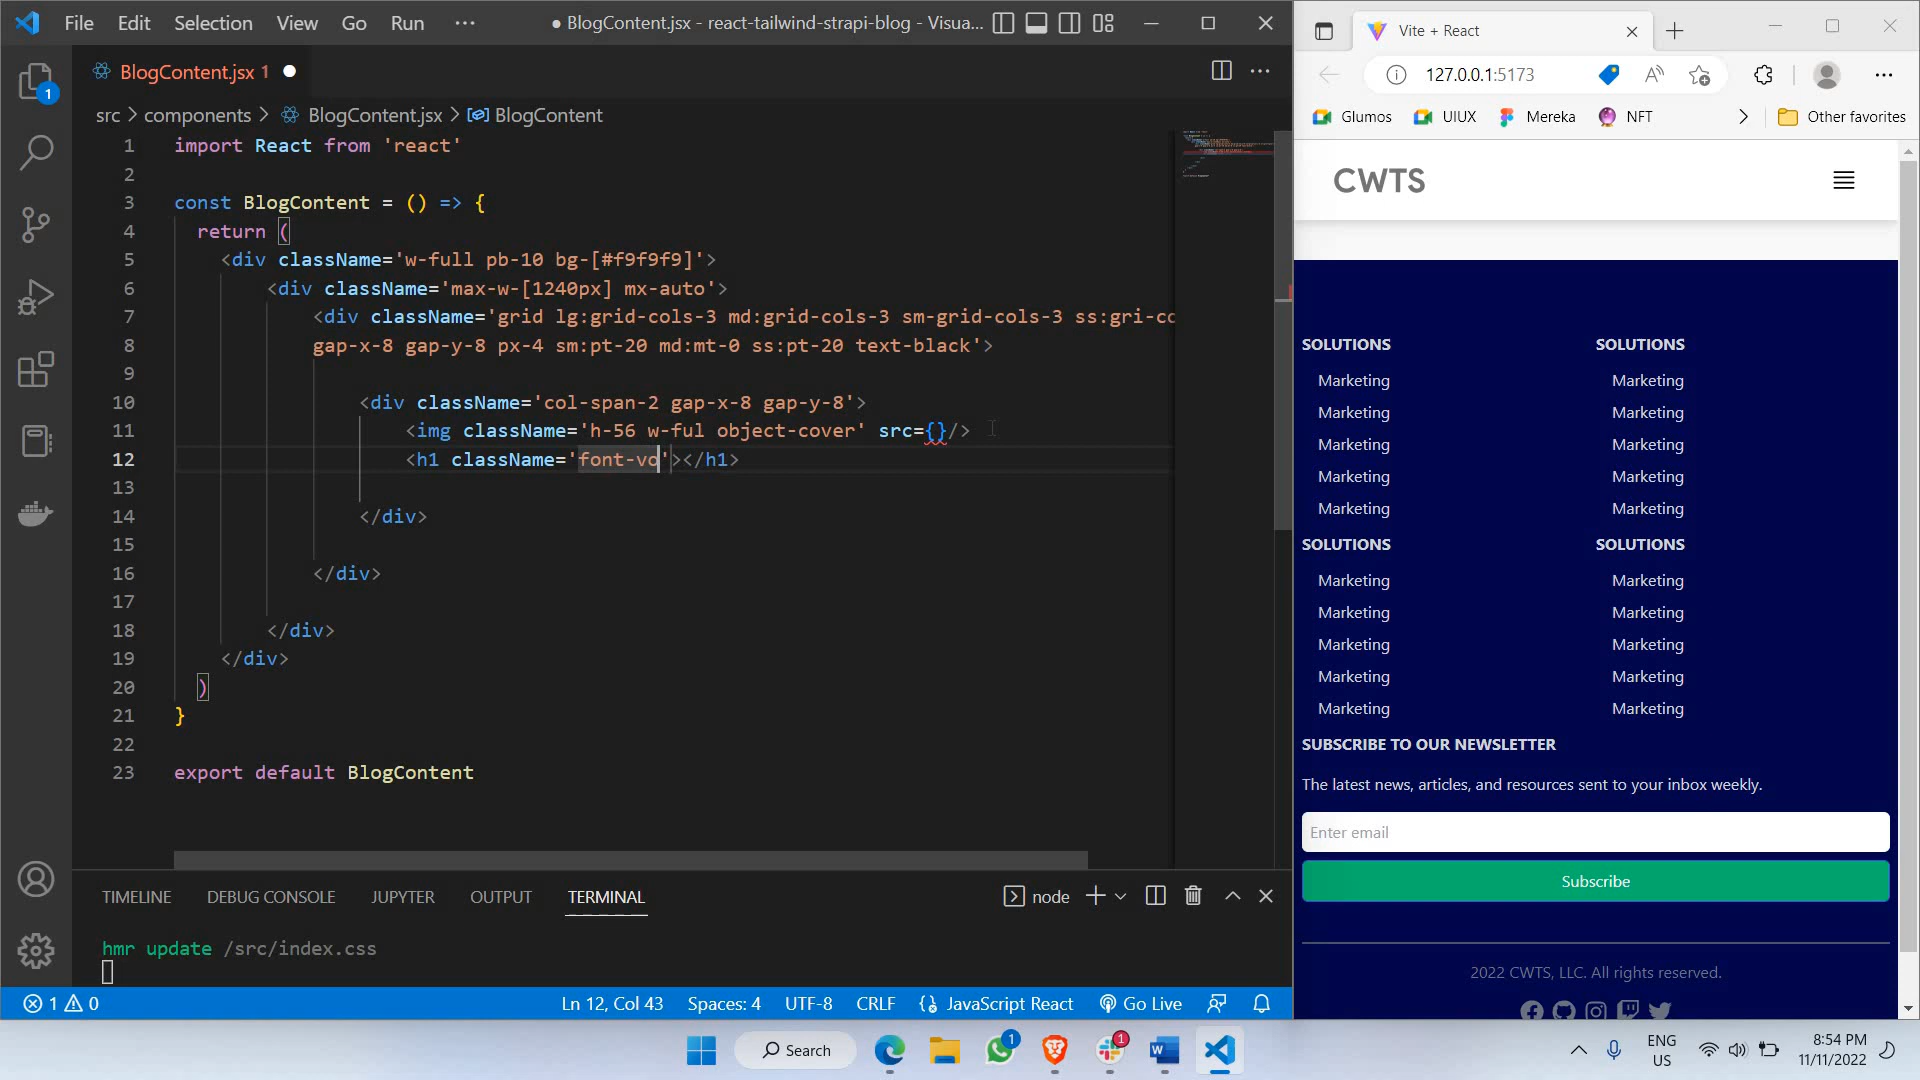 File Edit Selection View Go Run ···
● BlogContent.jsx - react-tailwind-strapi-blog - Visua...
BlogContent.jsx 1
src > components > BlogContent.jsx > BlogContent
1 import React from 'react'
2
3 const BlogContent = () => {
4 return (
5 <div className='w-full pb-10 bg-[#f9f9f9]'>
6 <div className='max-w-[1240px] mx-auto'>
7 <div className='grid lg:grid-cols-3 md:grid-cols-3 sm-grid-cols-3 ss:gri-co
8 gap-x-8 gap-y-8 px-4 sm:pt-20 md:mt-0 ss:pt-20 text-black'>
9
10 <div className='col-span-2 gap-x-8 gap-y-8'>
11 <img className='h-56 w-ful object-cover' src={}/>
12 <h1 className='font-vo'></h1>
13
14 </div>
15
16 </div>
17
18 </div>
19 </div>
20 )
21 }
22
23 export default BlogContent
TIMELINE DEBUG CONSOLE JUPYTER OUTPUT TERMINAL
node
hmr update /src/index.css
1 0
Ln 12, Col 43 Spaces: 4 UTF-8 CRLF {} JavaScript React Go Live
1
Vite + React
127.0.0.1:5173
Glumos UIUX Mereka NFT Other favorites
CWTS
SOLUTIONS SOLUTIONS
Marketing Marketing
Marketing Marketing
Marketing Marketing
Marketing Marketing
Marketing Marketing
SOLUTIONS SOLUTIONS
Marketing Marketing
Marketing Marketing
Marketing Marketing
Marketing Marketing
Marketing Marketing
SUBSCRIBE TO OUR NEWSLETTER
The latest news, articles, and resources sent to your inbox weekly.
Enter email
Subscribe
2022 CWTS, LLC. All rights reserved.
Search
1
1
ENG
US
8:54 PM
11/11/2022